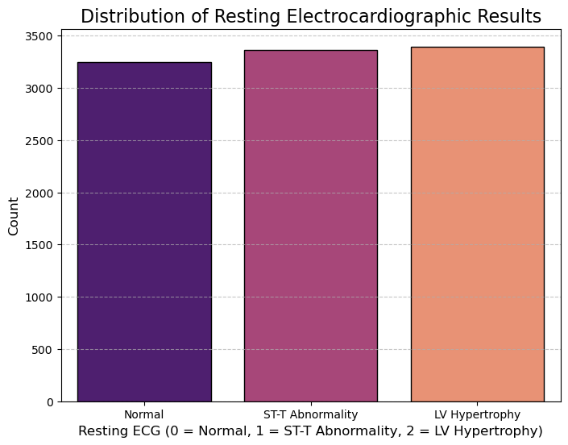 Distribution of Resting Electrocardiographic Results
3500
3000
2500
2000
1500
1000
500
0
Count
Normal ST-T Abnormality LV Hypertrophy
Resting ECG (0 = Normal, 1 = ST-T Abnormality, 2 = LV Hypertrophy)